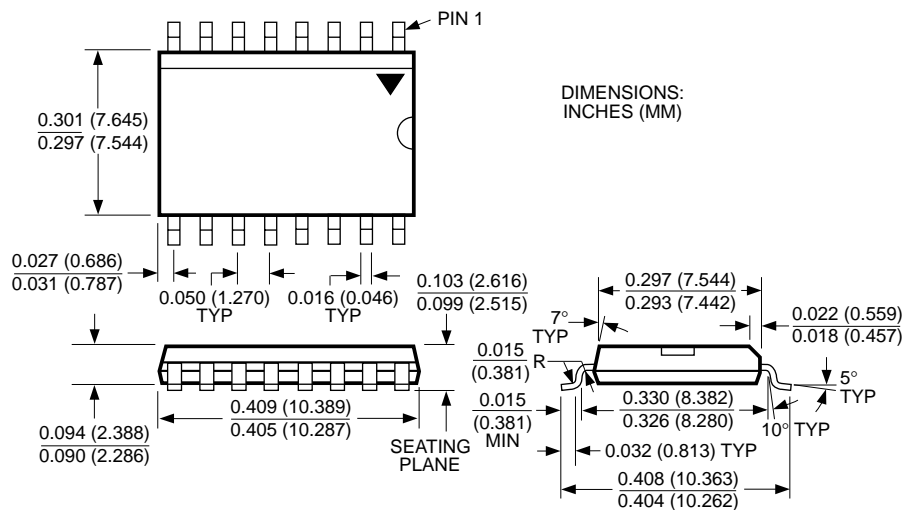 PIN 1
DIMENSIONS:
INCHES (MM)
0.301 (7.645)
0.297 (7.544)
0.027 (0.686)
0.031 (0.787)
0.050 (1.270)
TYP
0.016 (0.046)
TYP
0.103 (2.616)
0.099 (2.515)
0.297 (7.544)
0.293 (7.442)
0.022 (0.559)
0.018 (0.457)
7°
TYP
0.015
(0.381)
R
5°
TYP
0.094 (2.388)
0.090 (2.286)
0.409 (10.389)
0.405 (10.287)
SEATING
PLANE
0.015
(0.381)
MIN
0.330 (8.382)
0.326 (8.280)
10° TYP
0.032 (0.813) TYP
0.408 (10.363)
0.404 (10.262)